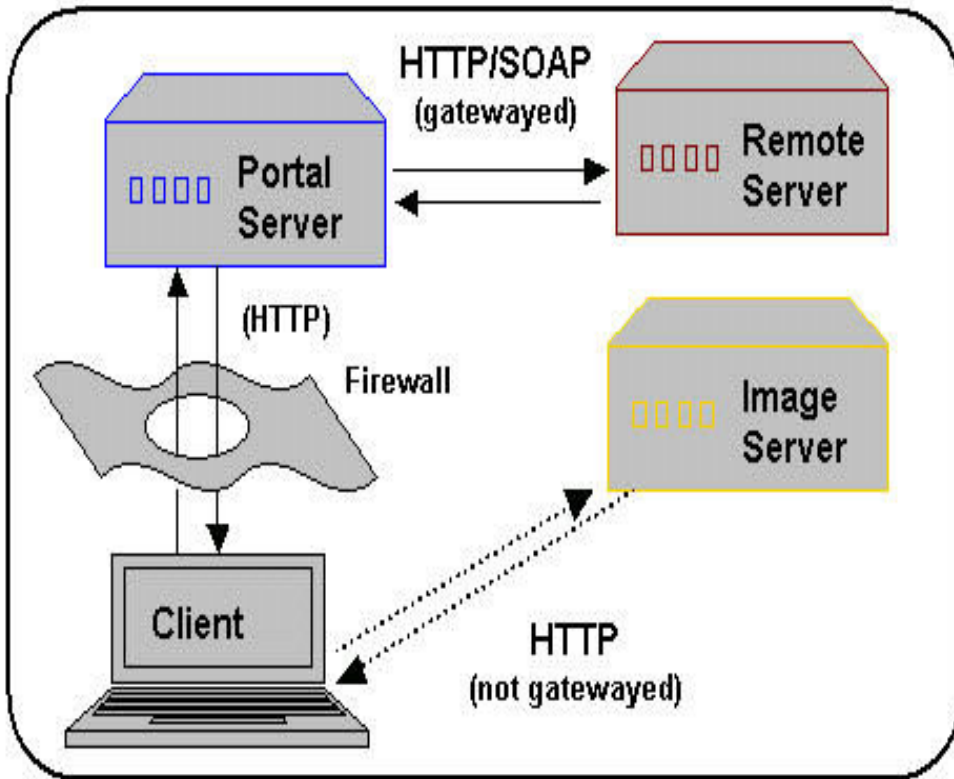 HTTP/SOAP
(gatewayed)
Portal
Server
Remote
Server
(HTTP)
Firewall
Image
Server
Client
HTTP
(not gatewayed)